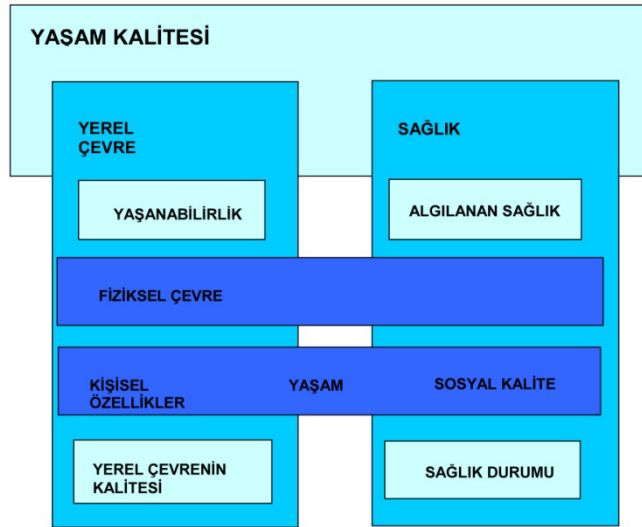 YAŞAM KALİTESİ
YEREL
ÇEVRE
SAĞLIK
YAŞANABİLİRLİK
ALGILANAN SAĞLIK
FİZİKSEL ÇEVRE
KİŞİSEL
ÖZELLİKLER
YAŞAM
SOSYAL KALİTE
YEREL ÇEVRENİN
KALİTESİ
SAĞLIK DURUMU